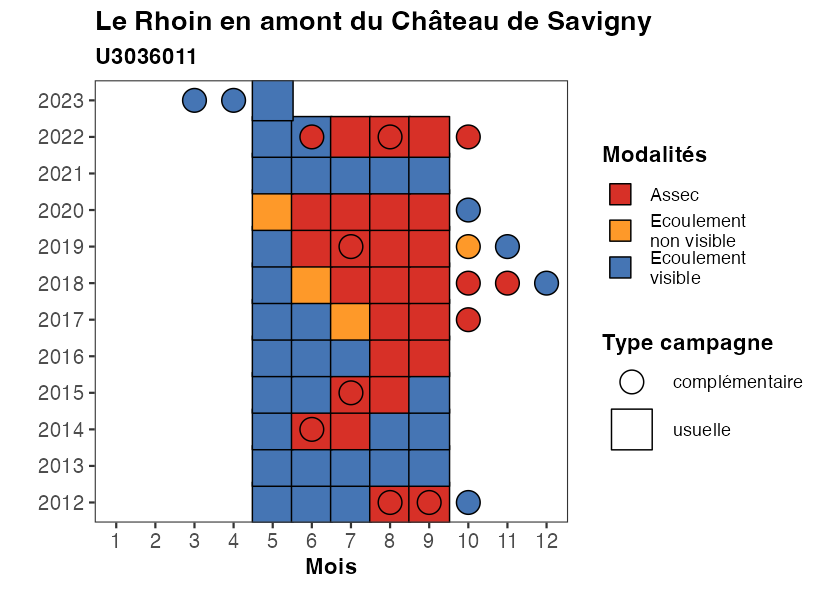 Le Rhoin en amont du Château de Savigny
U3036011
2023
2022
2021
2020
2019
2018
2017
2016
2015
2014
2013
2012
1 2 3 4 5 6 7 8 9 10 11 12
Mois
Modalités
Assec
Ecoulement
non visible
Ecoulement
visible
Type campagne
complémentaire
usuelle